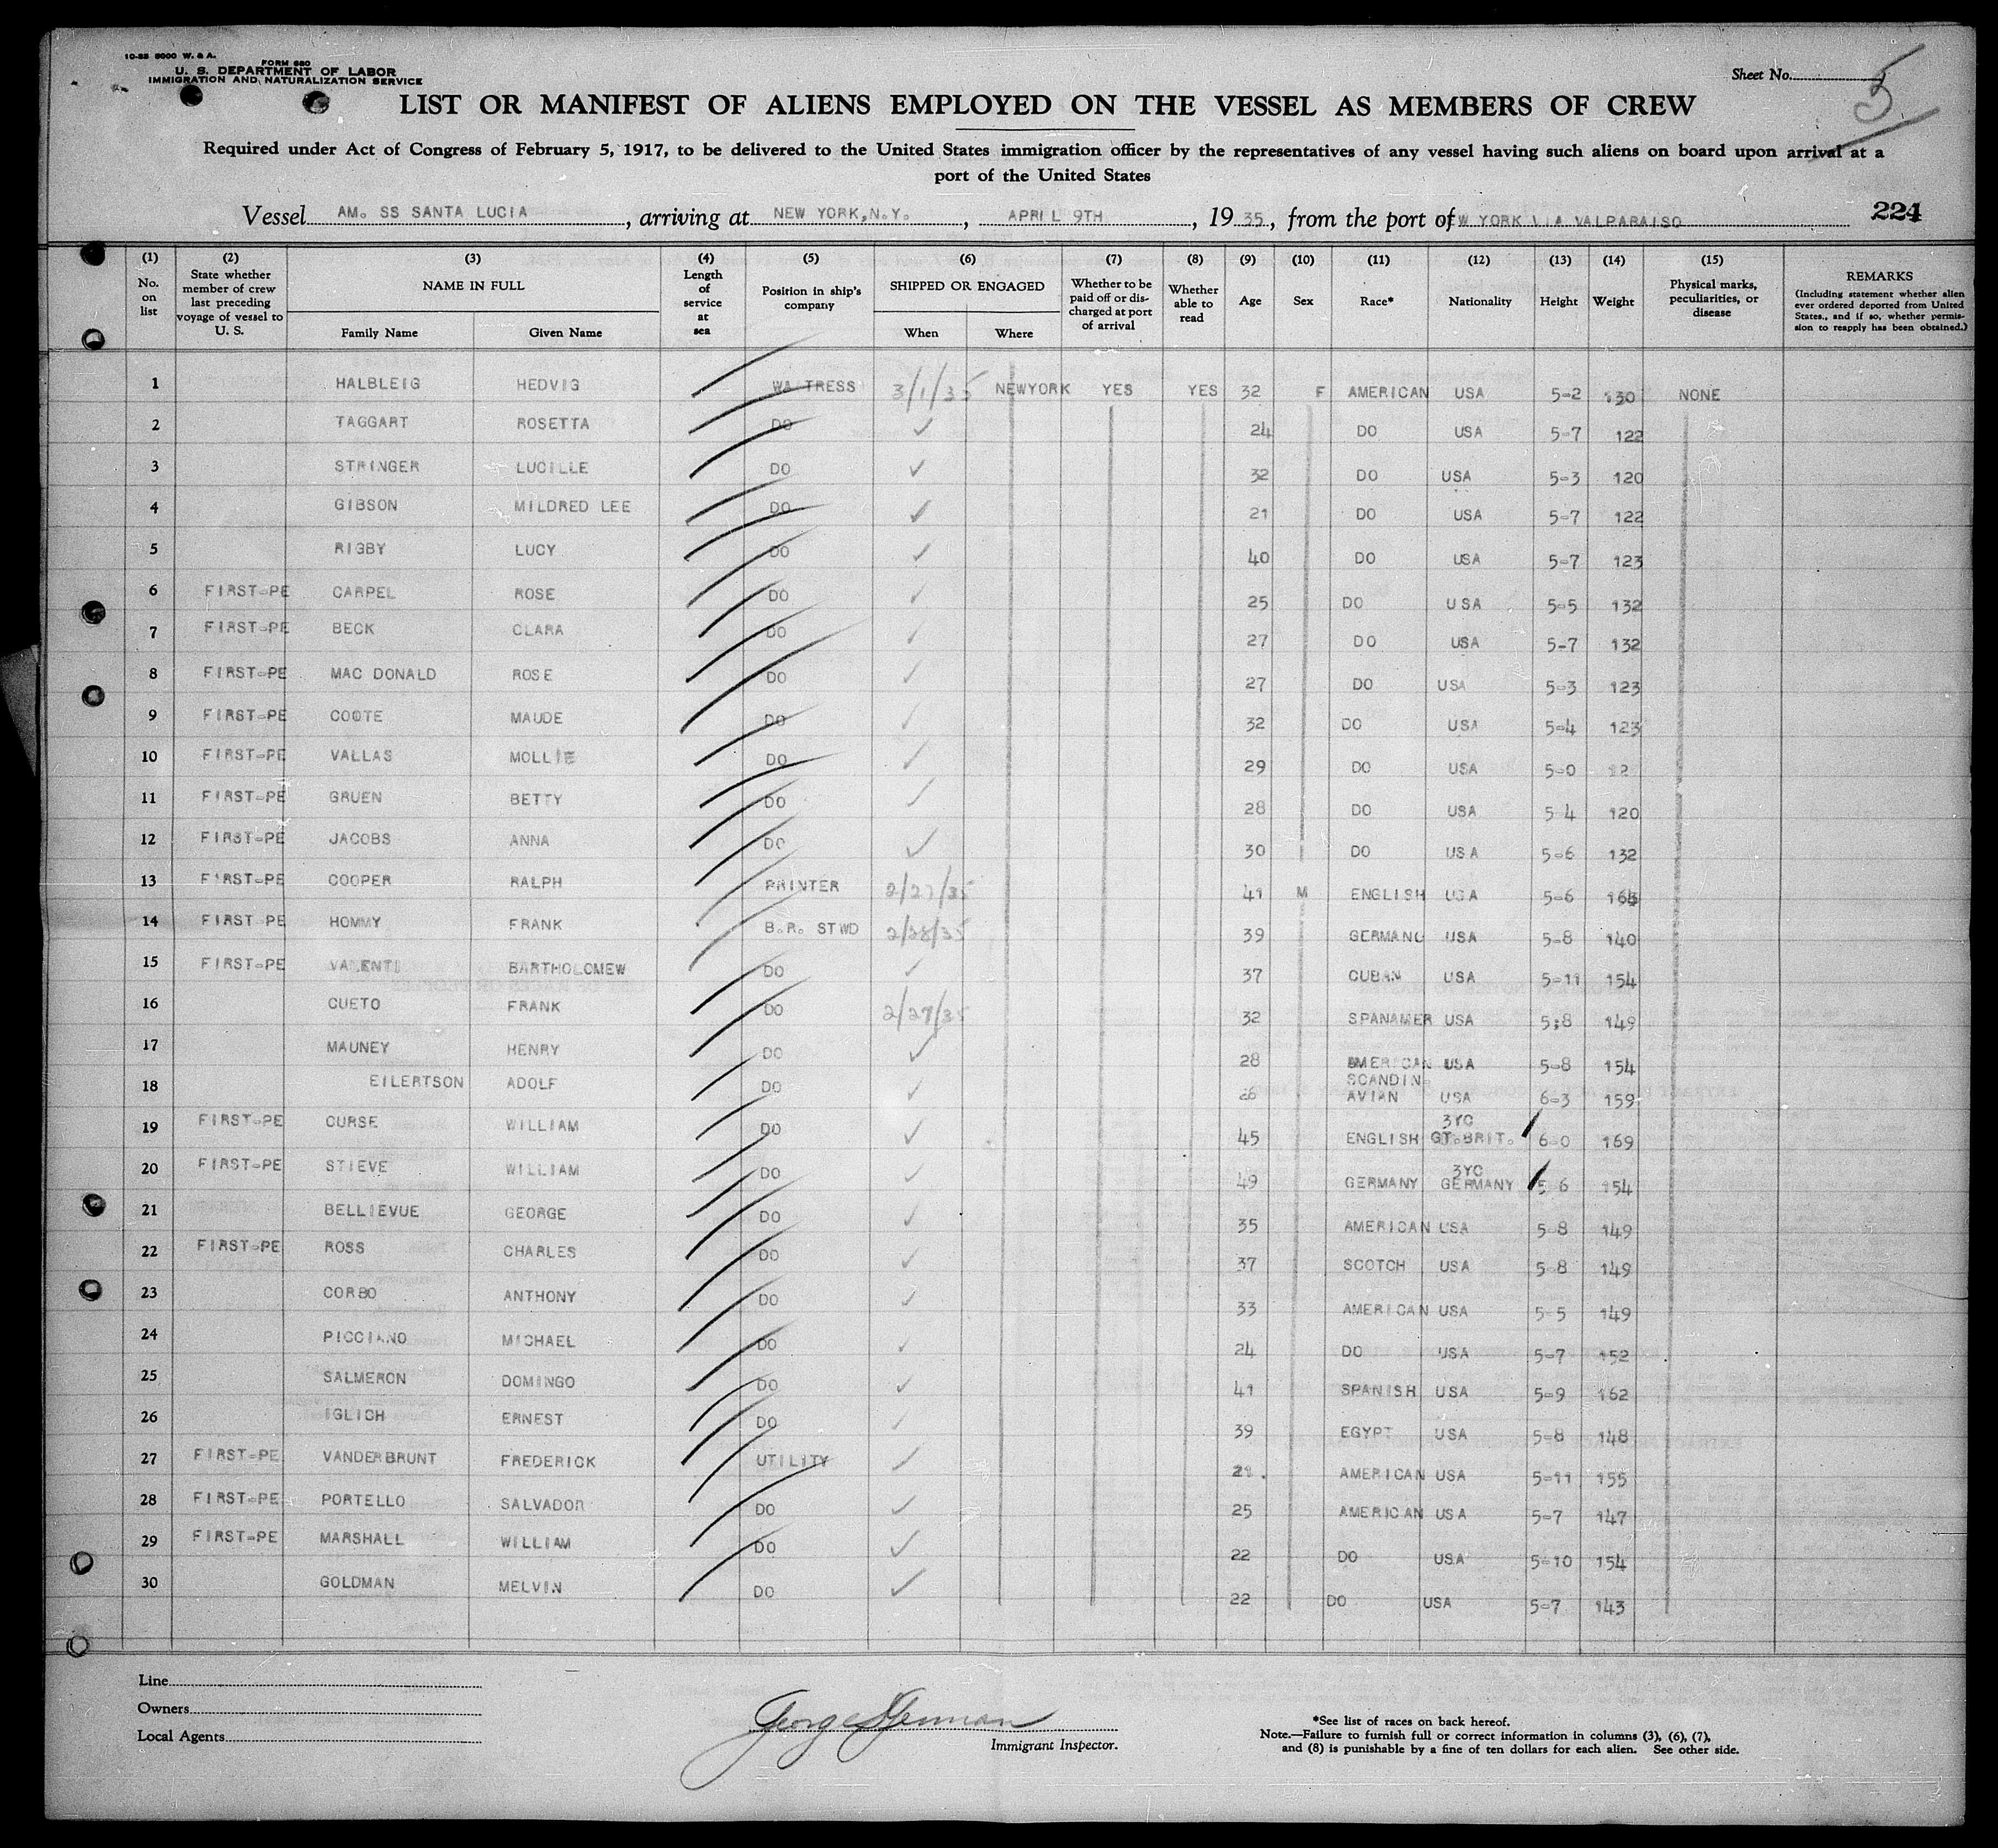 10-25 5000 W. & A.
FORM 680
U. S. DEPARTMENT OF LABOR
IMMIGRATION AND NATURALIZATION SERVICE
Sheet No. 5
LIST OR MANIFEST OF ALIENS EMPLOYED ON THE VESSEL AS MEMBERS OF CREW
Required under Act of Congress of February 5, 1917, to be delivered to the United States immigration officer by the representatives of any vessel having such aliens on board upon arrival at a
port of the United States
Vessel AM. SS SANTA LUCIA, arriving at NEW YORK,N.Y., APRIL 9TH, 19 35, from the port of W YORK VIA VALPARAISO 224
(1) No. on list
(2) State whether member of crew last preceding voyage of vessel to U. S.
(3) NAME IN FULL Family Name Given Name
(4) Length of service at sea
(5) Position in ship's company
(6) SHIPPED OR ENGAGED When Where
(7) Whether to be paid off or discharged at port of arrival
(8) Whether able to read
(9) Age
(10) Sex
(11) Race*
(12) Nationality
(13) Height
(14) Weight
(15) Physical marks, peculiarities, or disease
REMARKS (Including statement whether alien ever ordered deported from United States., and if so, whether permission to reapply has been obtained.)
1 HALBLEIG HEDVIG WAITRESS 3/1/35 NEWYORK YES YES 32 F AMERICAN USA 5-2 130 NONE
2 TAGGART ROSETTA DO ✓ 24 DO USA 5-7 122
3 STRINGER LUCILLE DO ✓ 32 DO USA 5-3 120
4 GIBSON MILDRED LEE DO ✓ 21 DO USA 5-7 122
5 RIGBY LUCY DO ✓ 40 DO USA 5-7 123
6 FIRST-PE CARPEL ROSE DO ✓ 25 DO USA 5-5 132
7 FIRST-PE BECK CLARA DO ✓ 27 DO USA 5-7 132
8 FIRST-PE MAC DONALD ROSE DO ✓ 27 DO USA 5-3 123
9 FIRST-PE COOTE MAUDE DO ✓ 32 DO USA 5-4 123
10 FIRST-PE VALLAS MOLLIE DO ✓ 29 DO USA 5-0 12
11 FIRST-PE GRUEN BETTY DO ✓ 28 DO USA 5 4 120
12 FIRST-PE JACOBS ANNA DO ✓ 30 DO USA 5-6 132
13 FIRST-PE COOPER RALPH PRINTER 2/27/35 41 M ENGLISH USA 5-6
14 FIRST-PE HOMMY FRANK B.R. STWD 2/28/35 39 GERMAN USA 5-8 140
15 FIRST-PE VALENTI BARTHOLOMEW DO ✓ 37 CUBAN USA 5-11 154
16 CUETO FRANK DO 2/27/35 32 SPANAMER USA 5;8 149
17 MAUNEY HENRY DO ✓ 28 AMERICAN USA 5-8 154
18 EILERTSON ADOLF DO ✓ 26 SCANDIN-AVIAN USA 6-3 159
19 FIRST-PE CURSE WILLIAM DO ✓ 45 ENGLISH 3YC GT.BRIT. 6-0 169
20 FIRST-PE STIEVE WILLIAM DO ✓ 49 GERMANY 3YC GERMANY 5 6 154
21 BELLIEVUE GEORGE DO ✓ 35 AMERICAN USA 5-8 149
22 FIRST-PE ROSS CHARLES DO ✓ 37 SCOTCH USA 5-8 149
23 CORBO ANTHONY DO ✓ 33 AMERICAN USA 5-5 149
24 PICCIANO MICHAEL DO ✓ 24 DO USA 5-7 152
25 SALMERON DOMINGO DO ✓ 41 SPANISH USA 5-9 162
26 IGLICH ERNEST DO ✓ 39 EGYPT USA 5-8 148
27 FIRST-PE VANDERBRUNT FREDERICK UTILITY ✓ 21. AMERICAN USA 5-11 155
28 FIRST-PE PORTELLO SALVADOR DO ✓ 25 AMERICAN USA 5-7 147
29 FIRST-PE MARSHALL WILLIAM DO ✓ 22 DO USA 5-10 154
30 GOLDMAN MELVIN DO ✓ 22 DO USA 5-7 143
Line
Owners
Local Agents
George
Immigrant Inspector.
*See list of races on back hereof.
Note.—Failure to furnish full or correct information in columns (3), (6), (7),
and (8) is punishable by a fine of ten dollars for each alien. See other side.